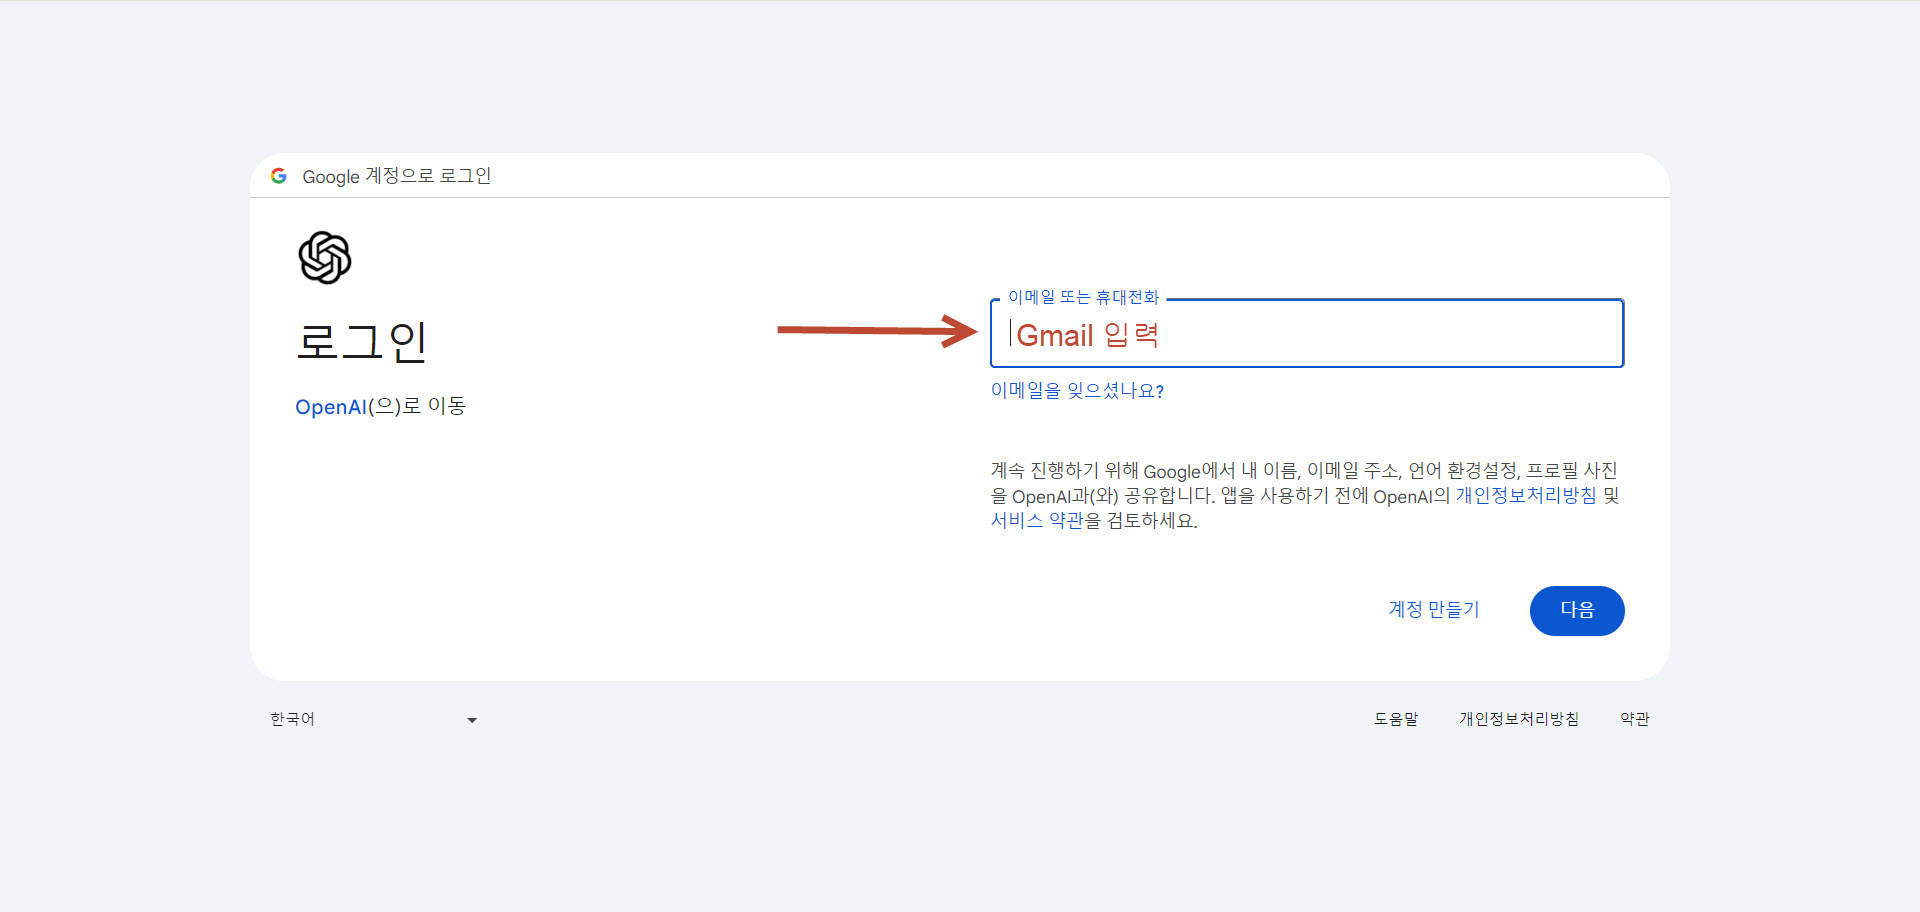 Google 계정으로 로그인
로그인
OpenAI(으)로 이동
이메일 또는 휴대전화
Gmail 입력
이메일을 잊으셨나요?
계속 진행하기 위해 Google에서 내 이름, 이메일 주소, 언어 환경설정, 프로필 사진
을 OpenAI과(와) 공유합니다. 앱을 사용하기 전에 OpenAI의 개인정보처리방침 및
서비스 약관을 검토하세요.
계정 만들기
다음
한국어
도움말
개인정보처리방침
약관